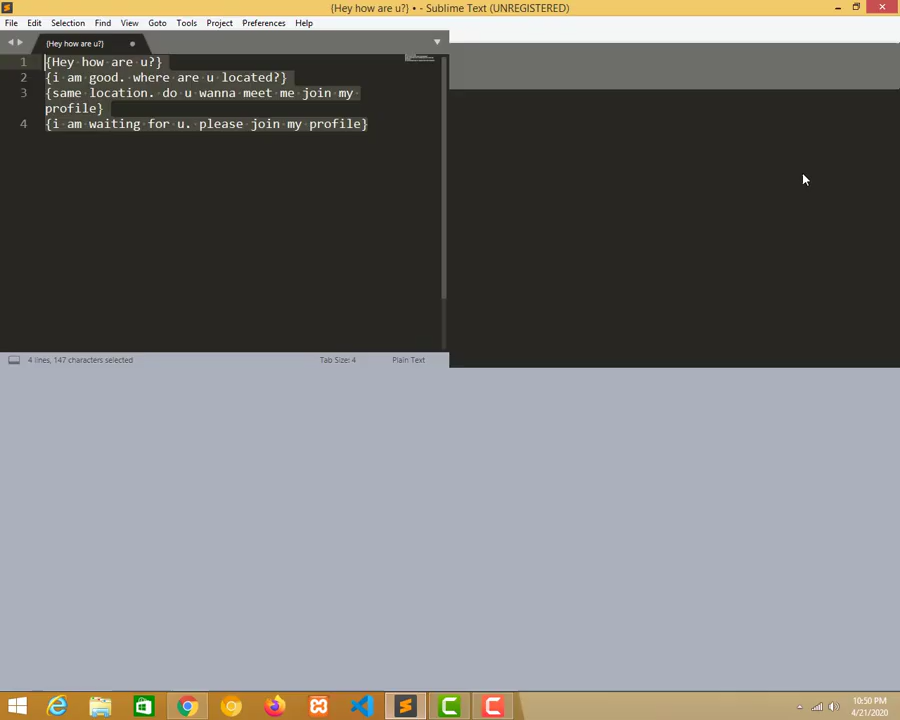 {Hey how are u?} • - Sublime Text (UNREGISTERED)
File Edit Selection Find View Goto Tools Project Preferences Help
{Hey how are u?}
1 {Hey how are u?}
2 {i am good. where are u located?}
3 {same location. do u wanna meet me join my
profile}
4 {i am waiting for u. please join my profile}
4 lines, 147 characters selected Tab Size: 4 Plain Text
10:50 PM
4/21/2020